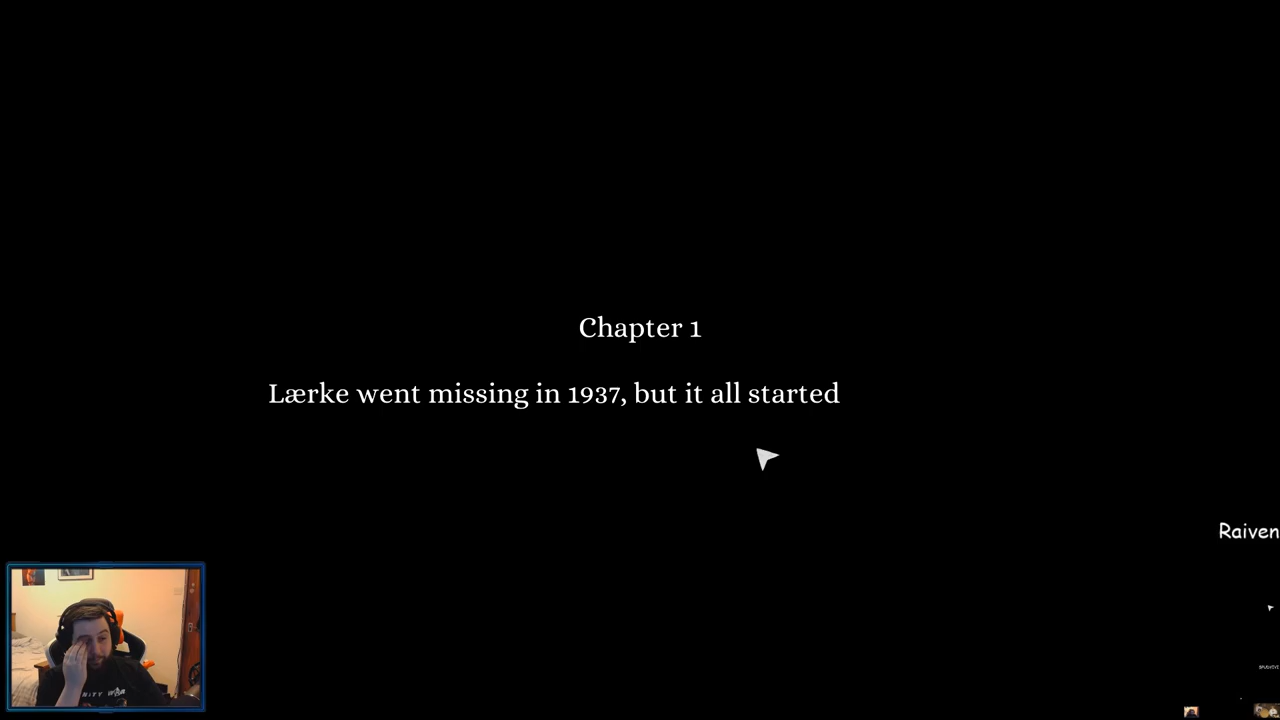 Chapter 1
Lærke went missing in 1937, but it all started
Raiven